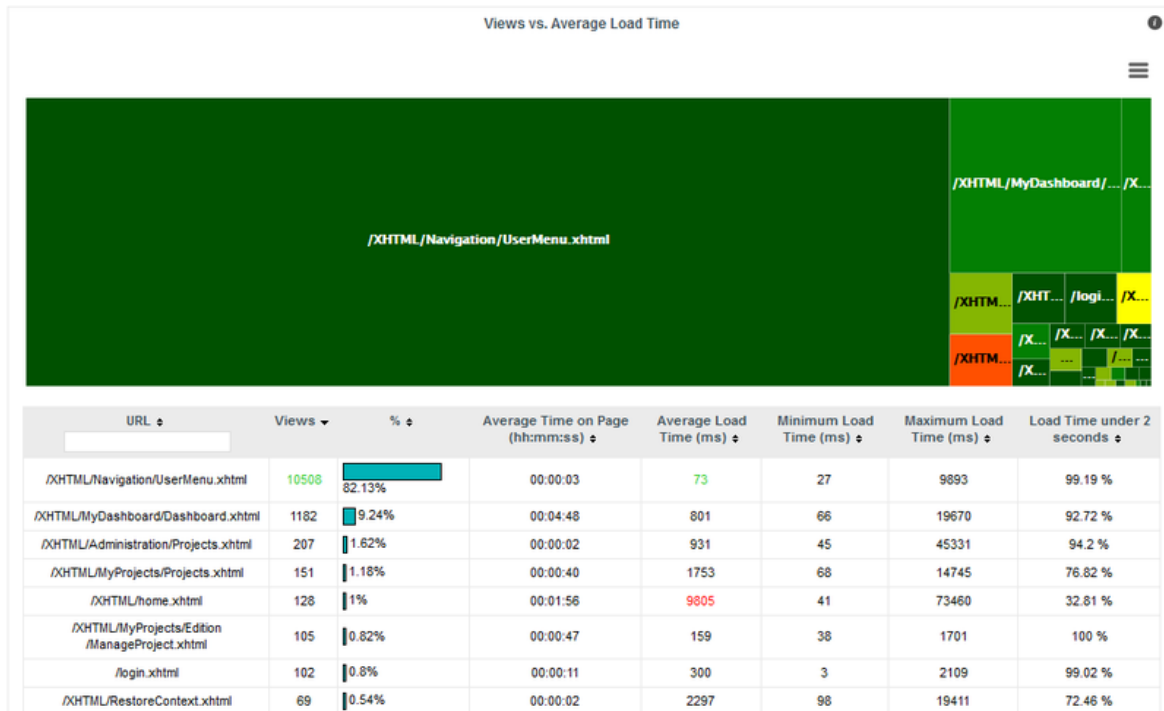 Views vs. Average Load Time
/XHTML/Navigation/UserMenu.xhtml
/XHTML/MyDashboard/...
/X...
/XHTM...
/XHT...
/logi...
/X...
/XHTM...
/X...
/X...
/X...
/X...
/X...
...
/...
...
...
URL Views % Average Time on Page (hh:mm:ss) Average Load Time (ms) Minimum Load Time (ms) Maximum Load Time (ms) Load Time under 2 seconds
/XHTML/Navigation/UserMenu.xhtml 10508 82.13% 00:00:03 73 27 9893 99.19 %
/XHTML/MyDashboard/Dashboard.xhtml 1182 9.24% 00:04:48 801 66 19670 92.72 %
/XHTML/Administration/Projects.xhtml 207 1.62% 00:00:02 931 45 45331 94.2 %
/XHTML/MyProjects/Projects.xhtml 151 1.18% 00:00:40 1753 68 14745 76.82 %
/XHTML/home.xhtml 128 1% 00:01:56 9805 41 73460 32.81 %
/XHTML/MyProjects/Edition
/ManageProject.xhtml 105 0.82% 00:00:47 159 38 1701 100 %
/login.xhtml 102 0.8% 00:00:11 300 3 2109 99.02 %
/XHTML/RestoreContext.xhtml 69 0.54% 00:00:02 2297 98 19411 72.46 %